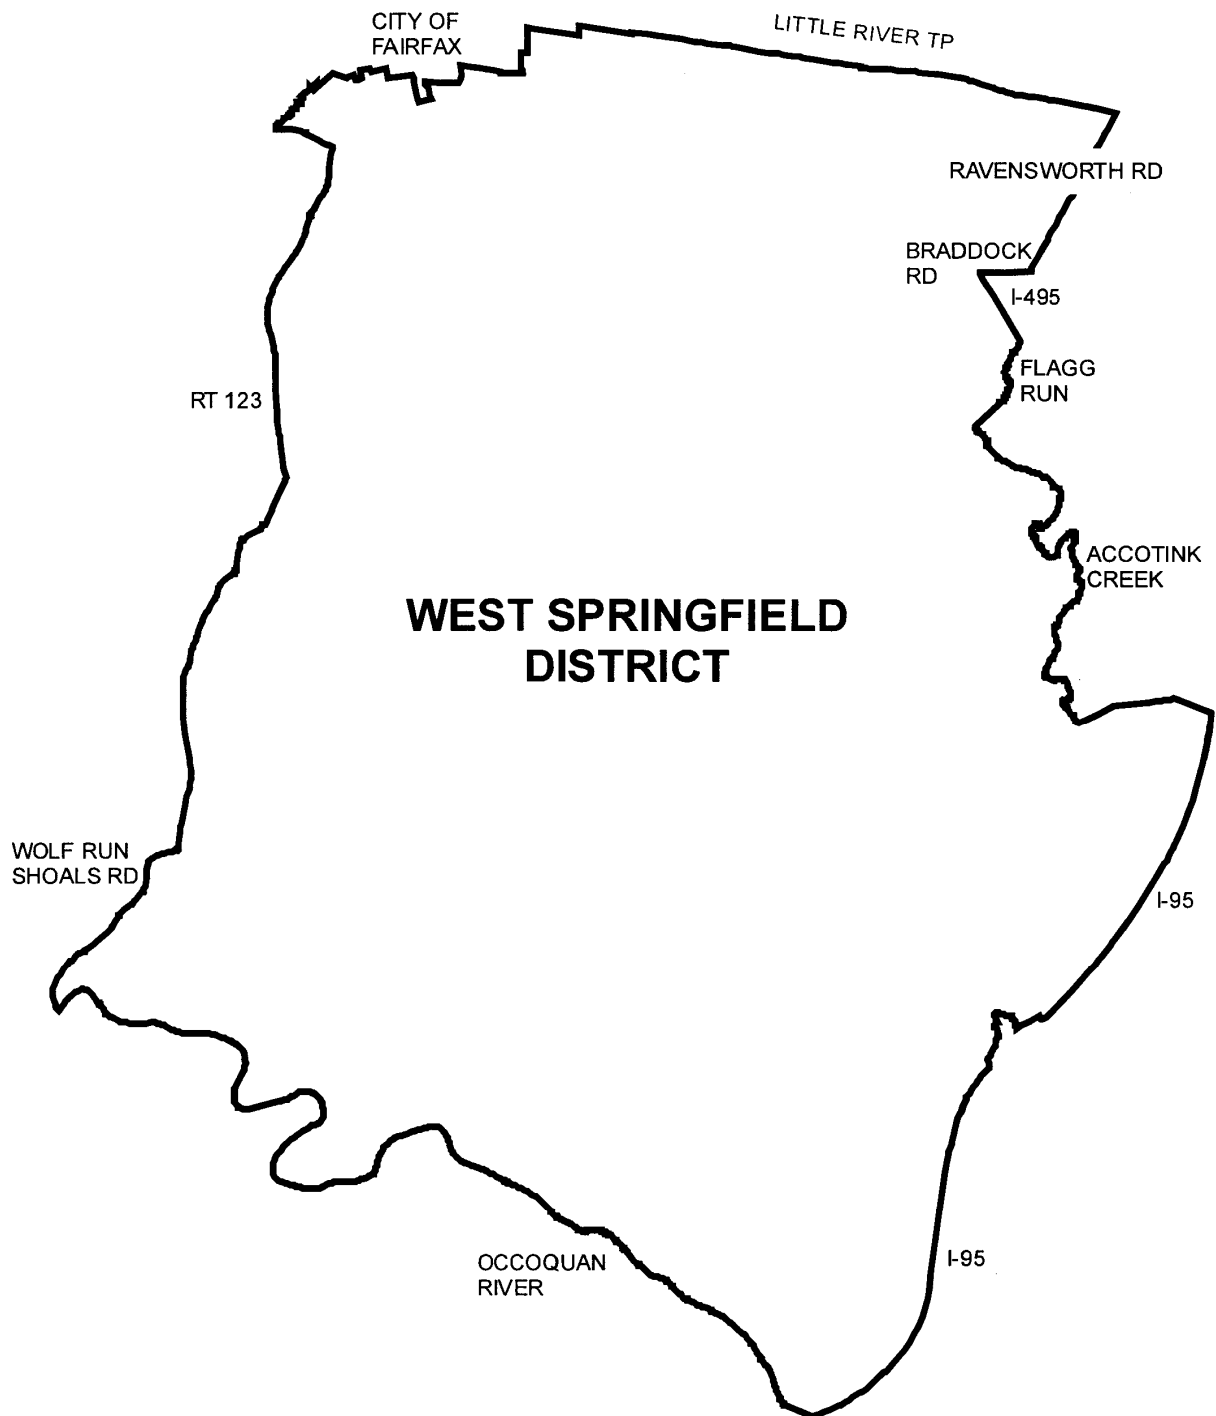 CITY OF
FAIRFAX
LITTLE RIVER TP
RAVENSWORTH RD
BRADDOCK
RD
I-495
FLAGG
RUN
RT 123
ACCOTINK
CREEK
WEST SPRINGFIELD
DISTRICT
WOLF RUN
SHOALS RD
I-95
I-95
OCCOQUAN
RIVER